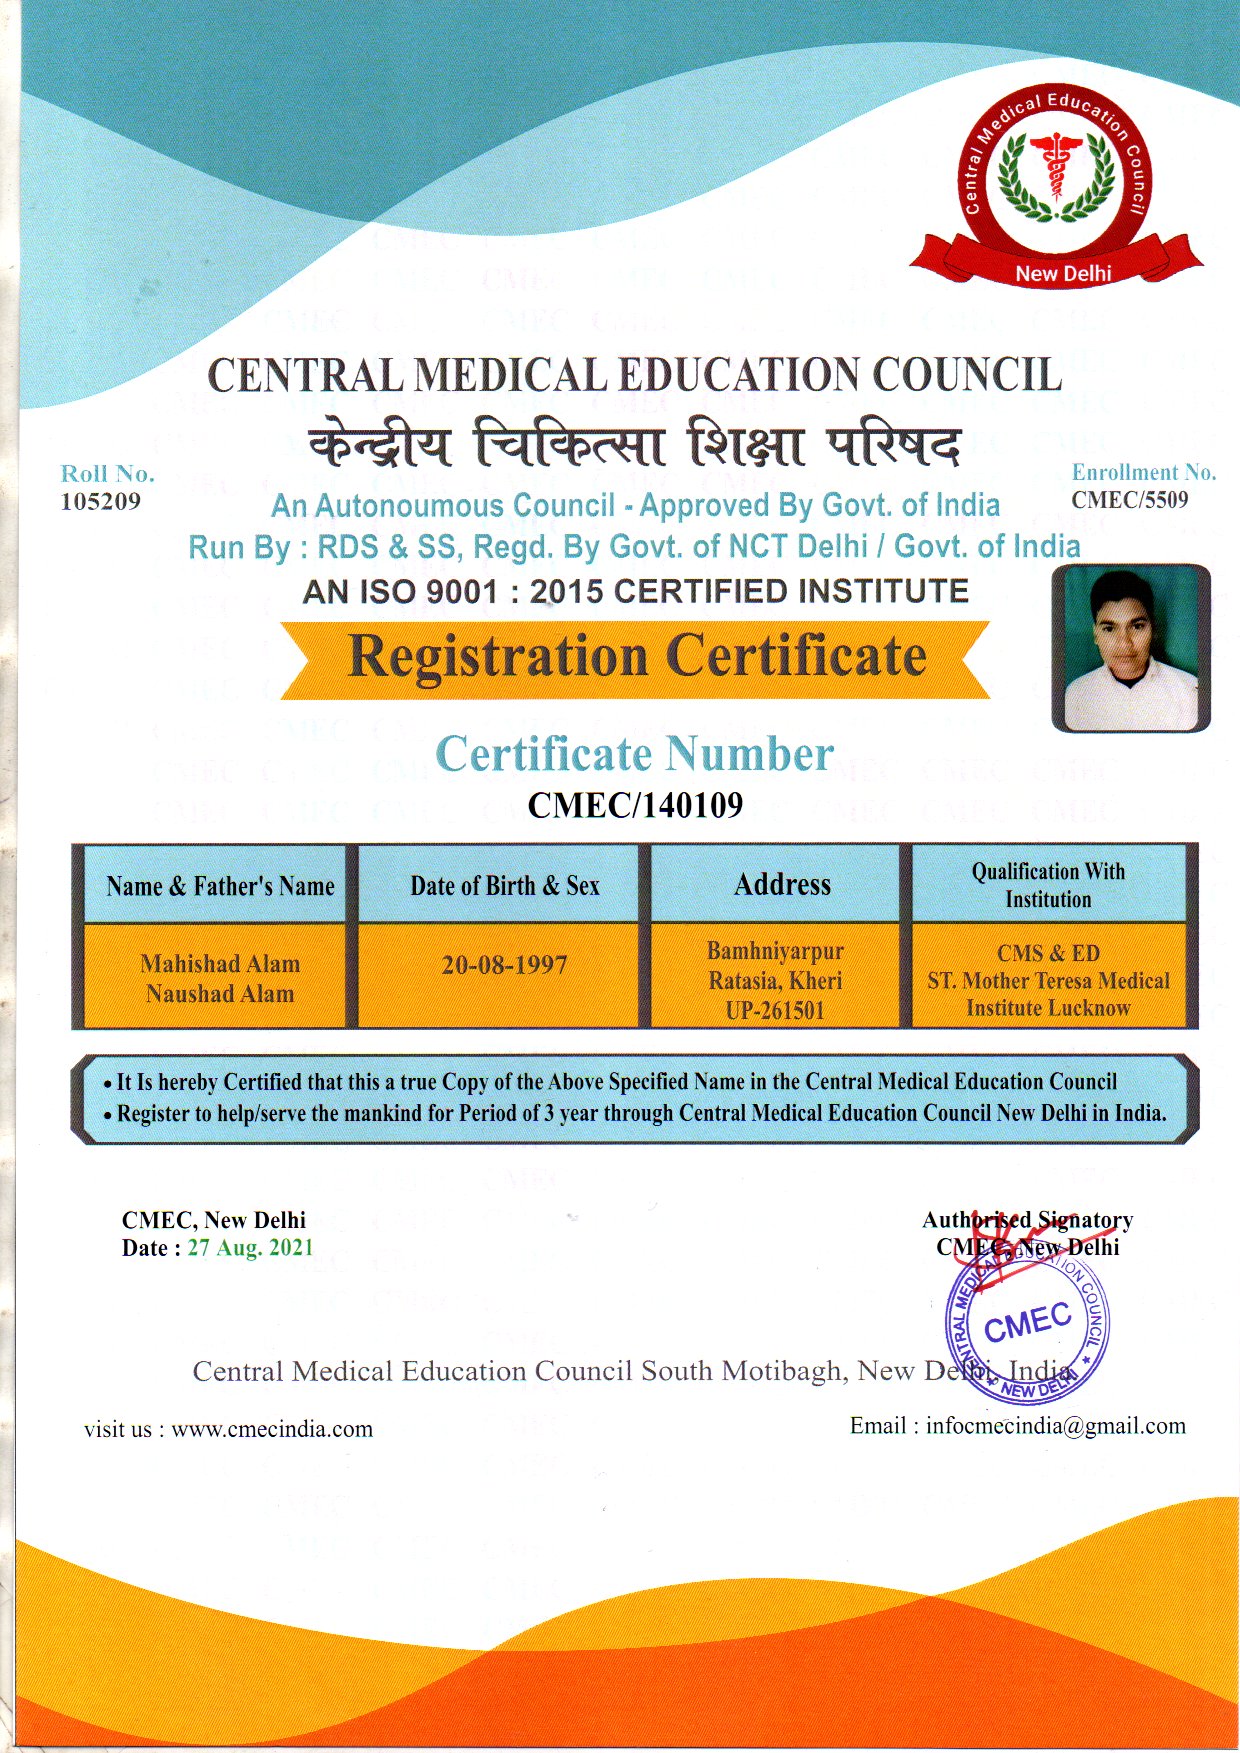 Central Medical Education Council
New Delhi
CENTRAL MEDICAL EDUCATION COUNCIL
केन्द्रीय चिकित्सा शिक्षा परिषद
Roll No.
105209
Enrollment No.
CMEC/5509
An Autonoumous Council - Approved By Govt. of India
Run By : RDS & SS, Regd. By Govt. of NCT Delhi / Govt. of India
AN ISO 9001 : 2015 CERTIFIED INSTITUTE
Registration Certificate
Certificate Number
CMEC/140109
Name & Father's Name
Date of Birth & Sex
Address
Qualification With
Institution
Mahishad Alam
Naushad Alam
20-08-1997
Bamhniyarpur
Ratasia, Kheri
UP-261501
CMS & ED
ST. Mother Teresa Medical
Institute Lucknow
• It Is hereby Certified that this a true Copy of the Above Specified Name in the Central Medical Education Council
• Register to help/serve the mankind for Period of 3 year through Central Medical Education Council New Delhi in India.
CMEC, New Delhi
Date : 27 Aug. 2021
Authorised Signatory
CMEC, New Delhi
CENTRAL MEDICAL EDUCATION COUNCIL
CMEC
★ NEW DELHI ★
Central Medical Education Council South Motibagh, New Delhi, India
visit us : www.cmecindia.com
Email : infocmecindia@gmail.com